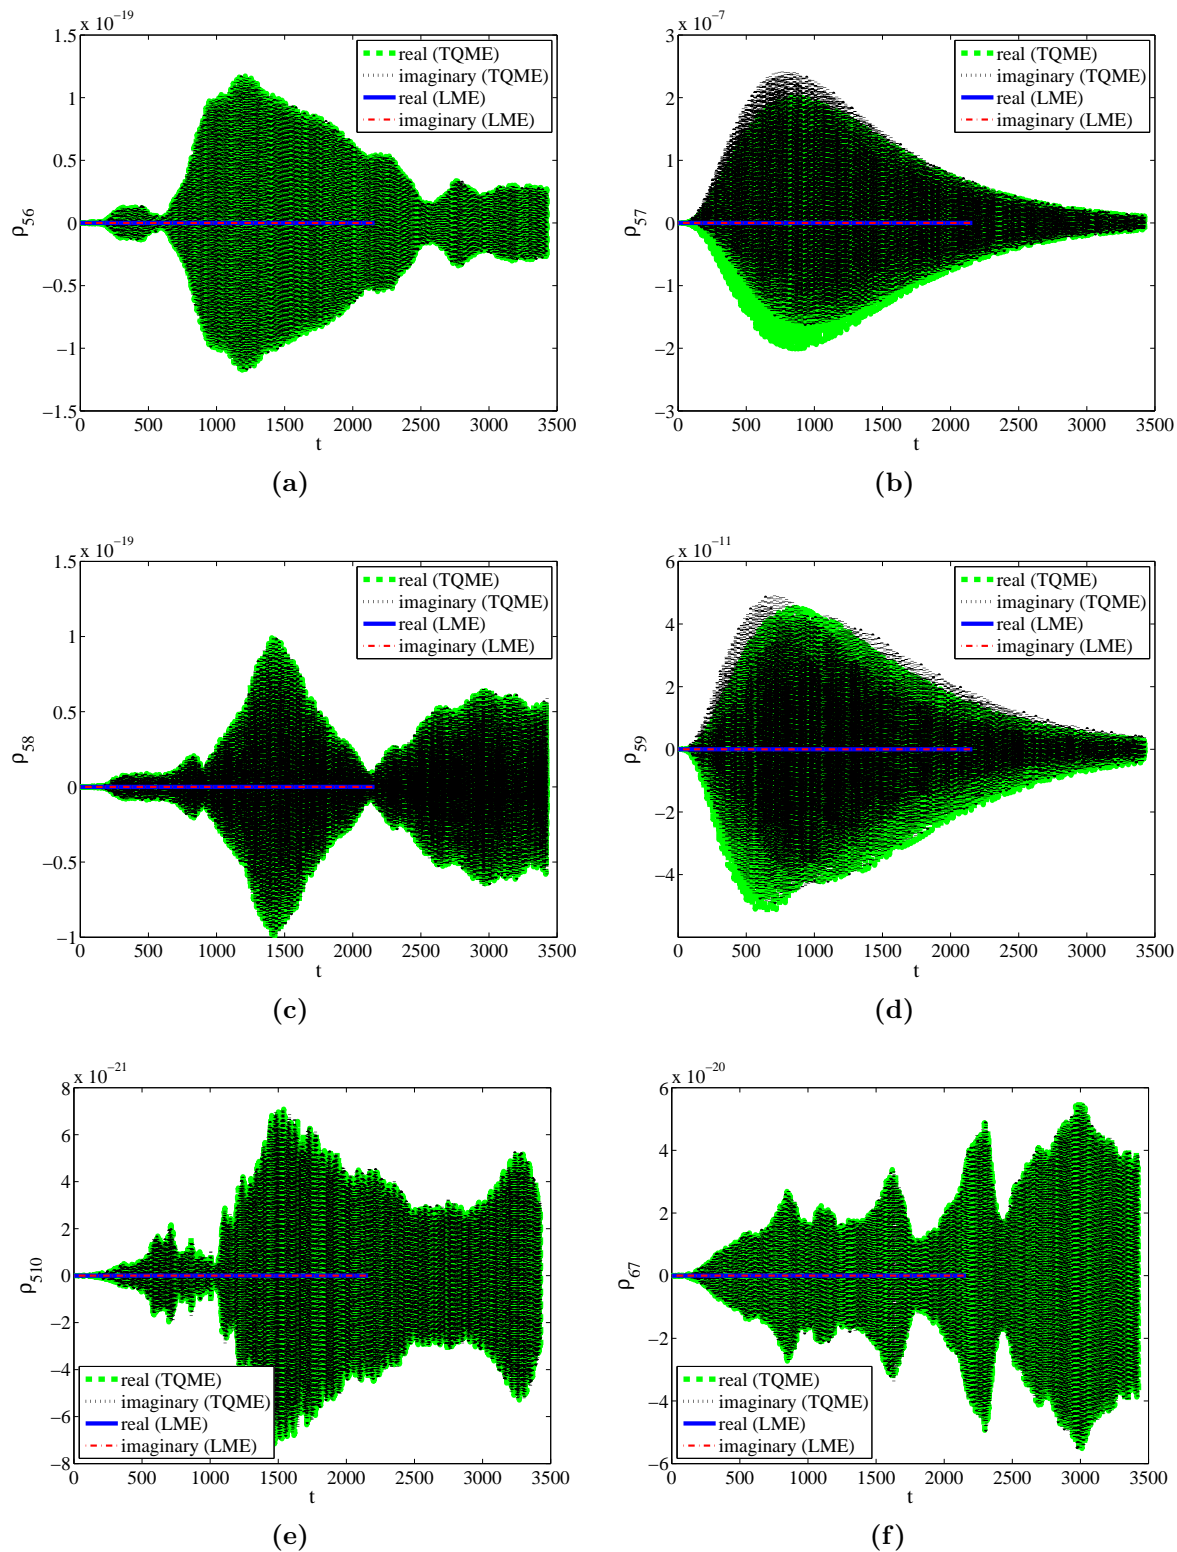 x 10−19
1.5
1
0.5
0
−0.5
−1
−1.5
ρ56
real (TQME)
imaginary (TQME)
real (LME)
imaginary (LME)
0 500 1000 1500 2000 2500 3000 3500
t
(a)
x 10−7
3
2
1
0
−1
−2
−3
ρ57
real (TQME)
imaginary (TQME)
real (LME)
imaginary (LME)
0 500 1000 1500 2000 2500 3000 3500
t
(b)
x 10−19
1.5
1
0.5
0
−0.5
−1
ρ58
real (TQME)
imaginary (TQME)
real (LME)
imaginary (LME)
0 500 1000 1500 2000 2500 3000 3500
t
(c)
x 10−11
6
4
2
0
−2
−4
ρ59
real (TQME)
imaginary (TQME)
real (LME)
imaginary (LME)
0 500 1000 1500 2000 2500 3000 3500
t
(d)
x 10−21
8
6
4
2
0
−2
−4
−6
−8
ρ510
real (TQME)
imaginary (TQME)
real (LME)
imaginary (LME)
0 500 1000 1500 2000 2500 3000 3500
t
(e)
x 10−20
6
4
2
0
−2
−4
−6
ρ67
real (TQME)
imaginary (TQME)
real (LME)
imaginary (LME)
0 500 1000 1500 2000 2500 3000 3500
t
(f)